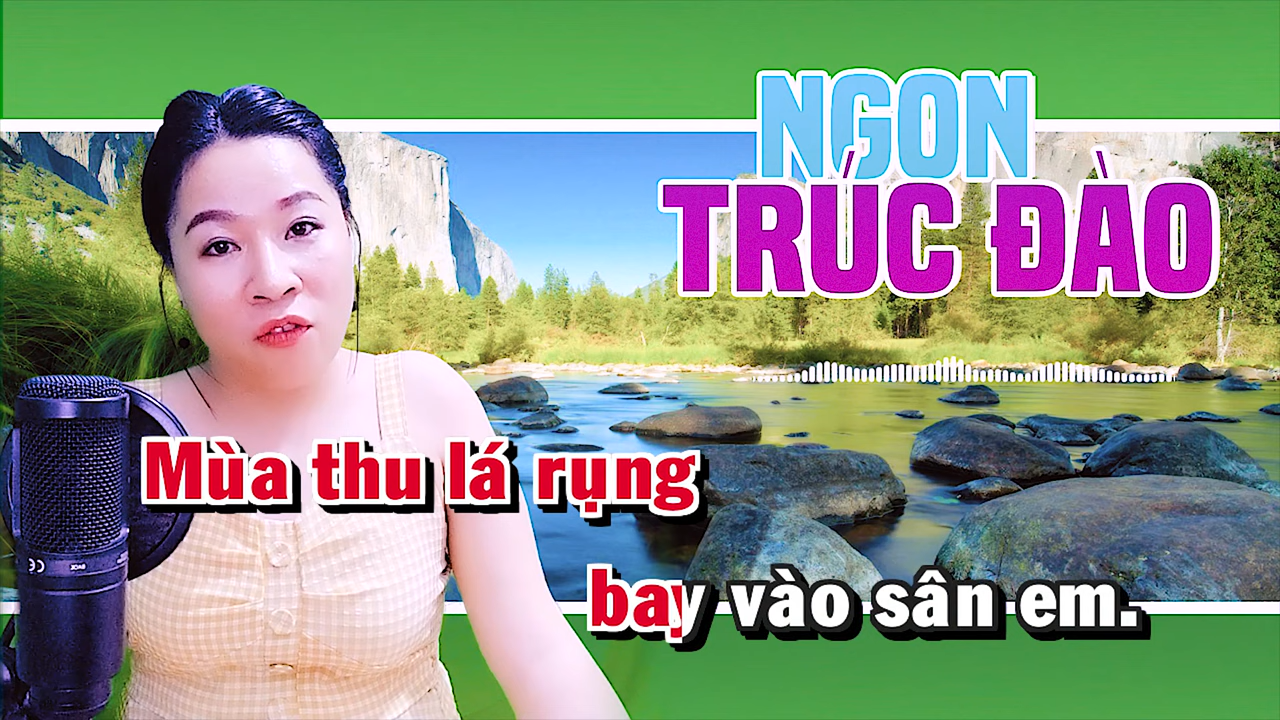 NGON
TRÚC ĐÀO
Mùa thu lá rụng
bay vào sân em.